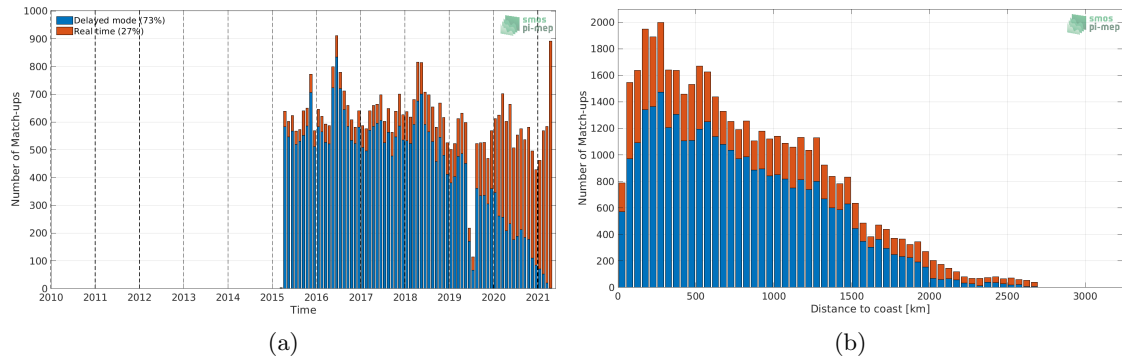 Delayed mode (73%)
Real time (27%)
smos
pi-mep
Number of Match-ups
1000
900
800
700
600
500
400
300
200
100
0
2010 2011 2012 2013 2014 2015 2016 2017 2018 2019 2020 2021
Time
(a)
smos
pi-mep
Number of Match-ups
2000
1800
1600
1400
1200
1000
800
600
400
200
0
0 500 1000 1500 2000 2500 3000
Distance to coast [km]
(b)